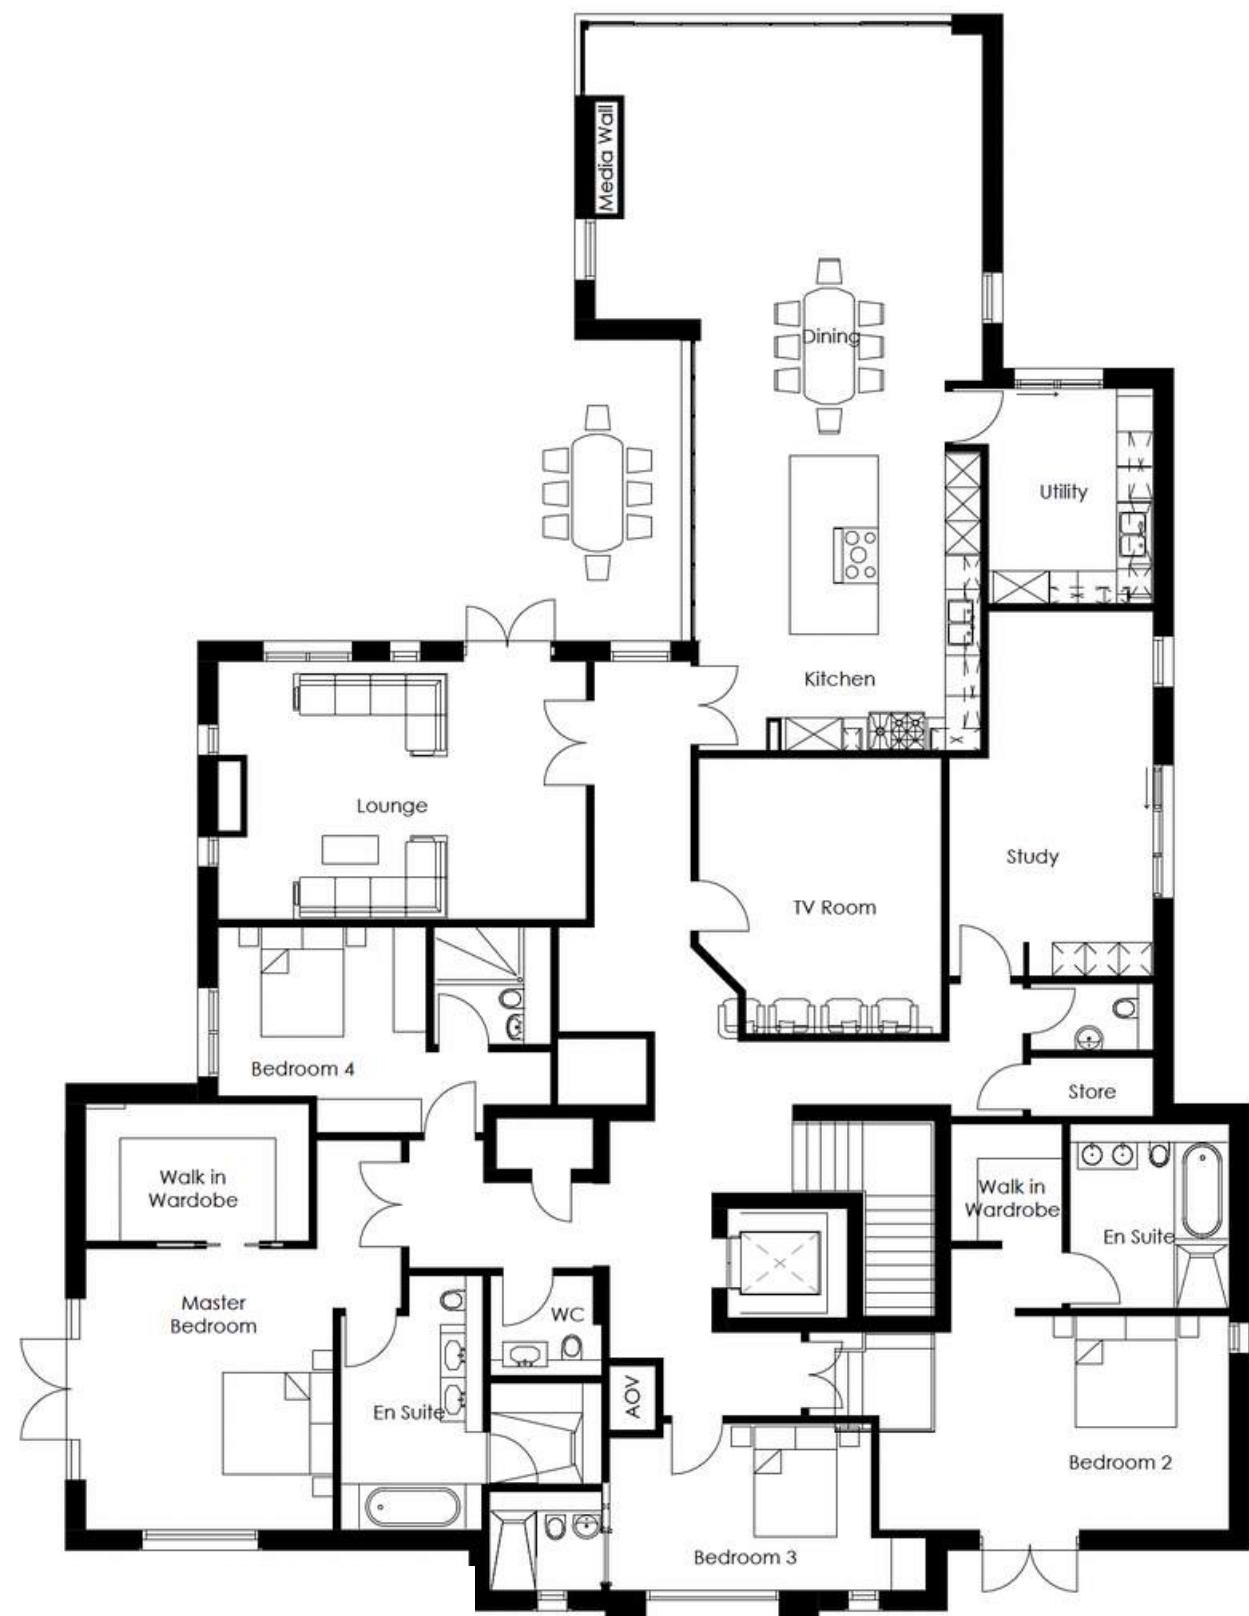 Media Wall
Dining
Utility
Kitchen
Lounge
Study
TV Room
Bedroom 4
Store
Walk in
Wardobe
Walk in
Wardrobe
En Suite
Master
Bedroom
WC
AOV
En Suite
Bedroom 2
Bedroom 3